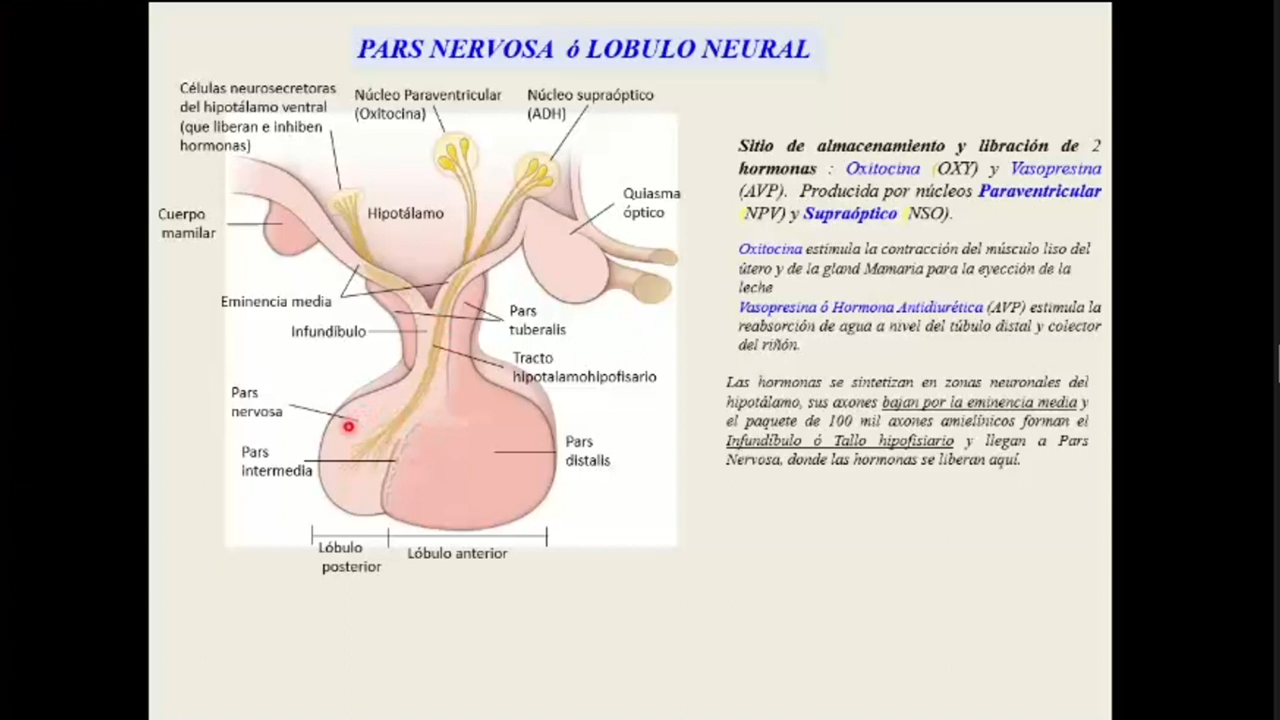 PARS NERVOSA ó LOBULO NEURAL
Células neurosecretoras
del hipotálamo ventral
(que liberan e inhiben
hormonas)
Núcleo Paraventricular
(Oxitocina)
Núcleo supraóptico
(ADH)
Quiasma
óptico
Cuerpo
mamilar
Hipotálamo
Eminencia media
Infundíbulo
Pars
tuberalis
Tracto
hipotalamohipofisario
Pars
nervosa
Pars
intermedia
Pars
distalis
Lóbulo
posterior
Lóbulo anterior
Sitio de almacenamiento y libración de 2
hormonas : Oxitocina (OXY) y Vasopresina
(AVP). Producida por núcleos Paraventricular
(NPV) y Supraóptico (NSO).
Oxitocina estimula la contracción del músculo liso del
útero y de la gland Mamaria para la eyección de la
leche
Vasopresina ó Hormona Antidiurética (AVP) estimula la
reabsorción de agua a nivel del túbulo distal y colector
del riñón.
Las hormonas se sintetizan en zonas neuronales del
hipotálamo, sus axones bajan por la eminencia media y
el paquete de 100 mil axones amielínicos forman el
Infundíbulo ó Tallo hipofisiario y llegan a Pars
Nervosa, donde las hormonas se liberan aquí.